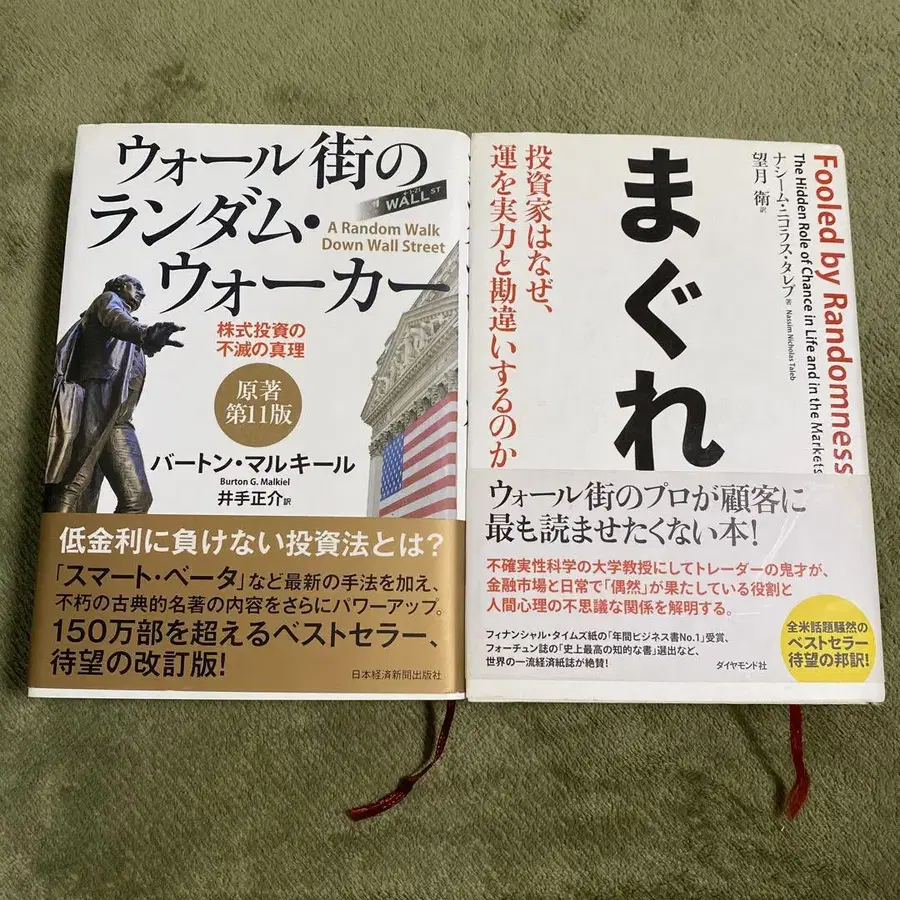 ウォール街の
ランダム・
ウォーカー
WALL ST
A Random Walk
Down Wall Street
株式投資の
不滅の真理
原著
第11版
バートン・マルキール
Burton G. Malkiel
井手正介 訳
低金利に負けない投資法とは?
「スマート・ベータ」など最新の手法を加え、
不朽の古典的名著の内容をさらにパワーアップ。
150万部を超えるベストセラー、
待望の改訂版!
日本経済新聞出版社
Fooled by Randomness
The Hidden Role of Chance in Life and in the Markets
ナシーム・ニコラス・タレブ 著
Nassim Nicholas Taleb
望月 衛 訳
まぐれ
投資家はなぜ、
運を実力と勘違いするのか
ウォール街のプロが顧客に
最も読ませたくない本!
不確実性科学の大学教授にしてトレーダーの鬼才が、
金融市場と日常で「偶然」が果たしている役割と
人間心理の不思議な関係を解明する。
フィナンシャル・タイムズ紙の「年間ビジネス書No.1」受賞、
フォーチュン誌の「史上最高の知的な書」選出など、
世界の一流経済紙誌が絶賛!
全米話題騒然の
ベストセラー
待望の邦訳!
ダイヤモンド社